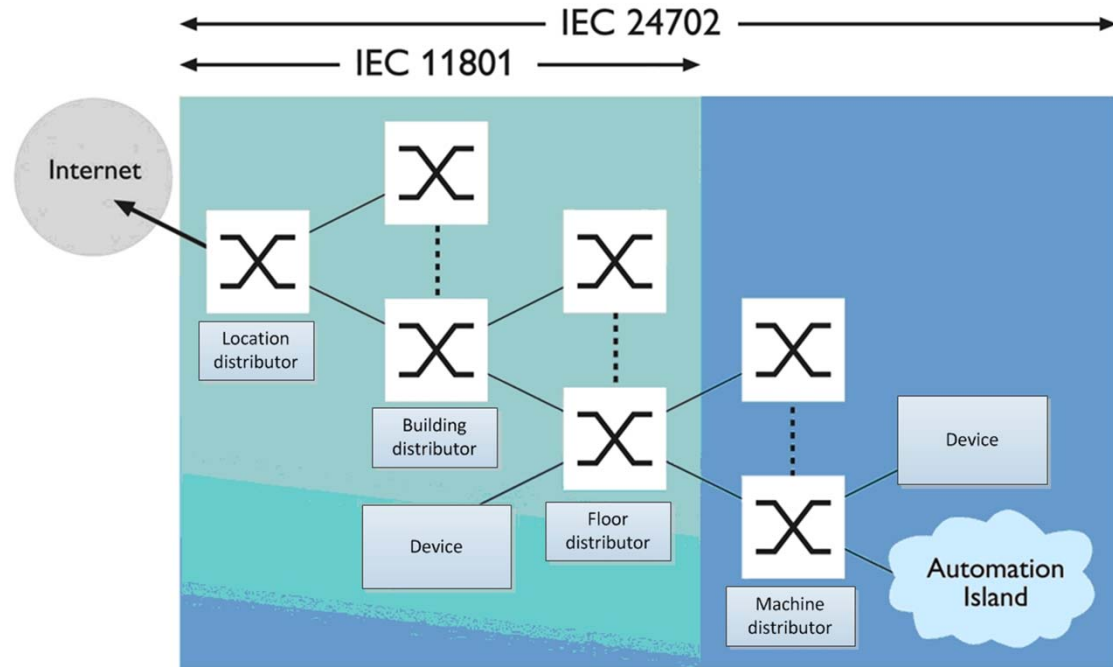 IEC 24702
IEC 11801
Internet
Location
distributor
Building
distributor
Device
Floor
distributor
Device
Machine
distributor
Automation
Island